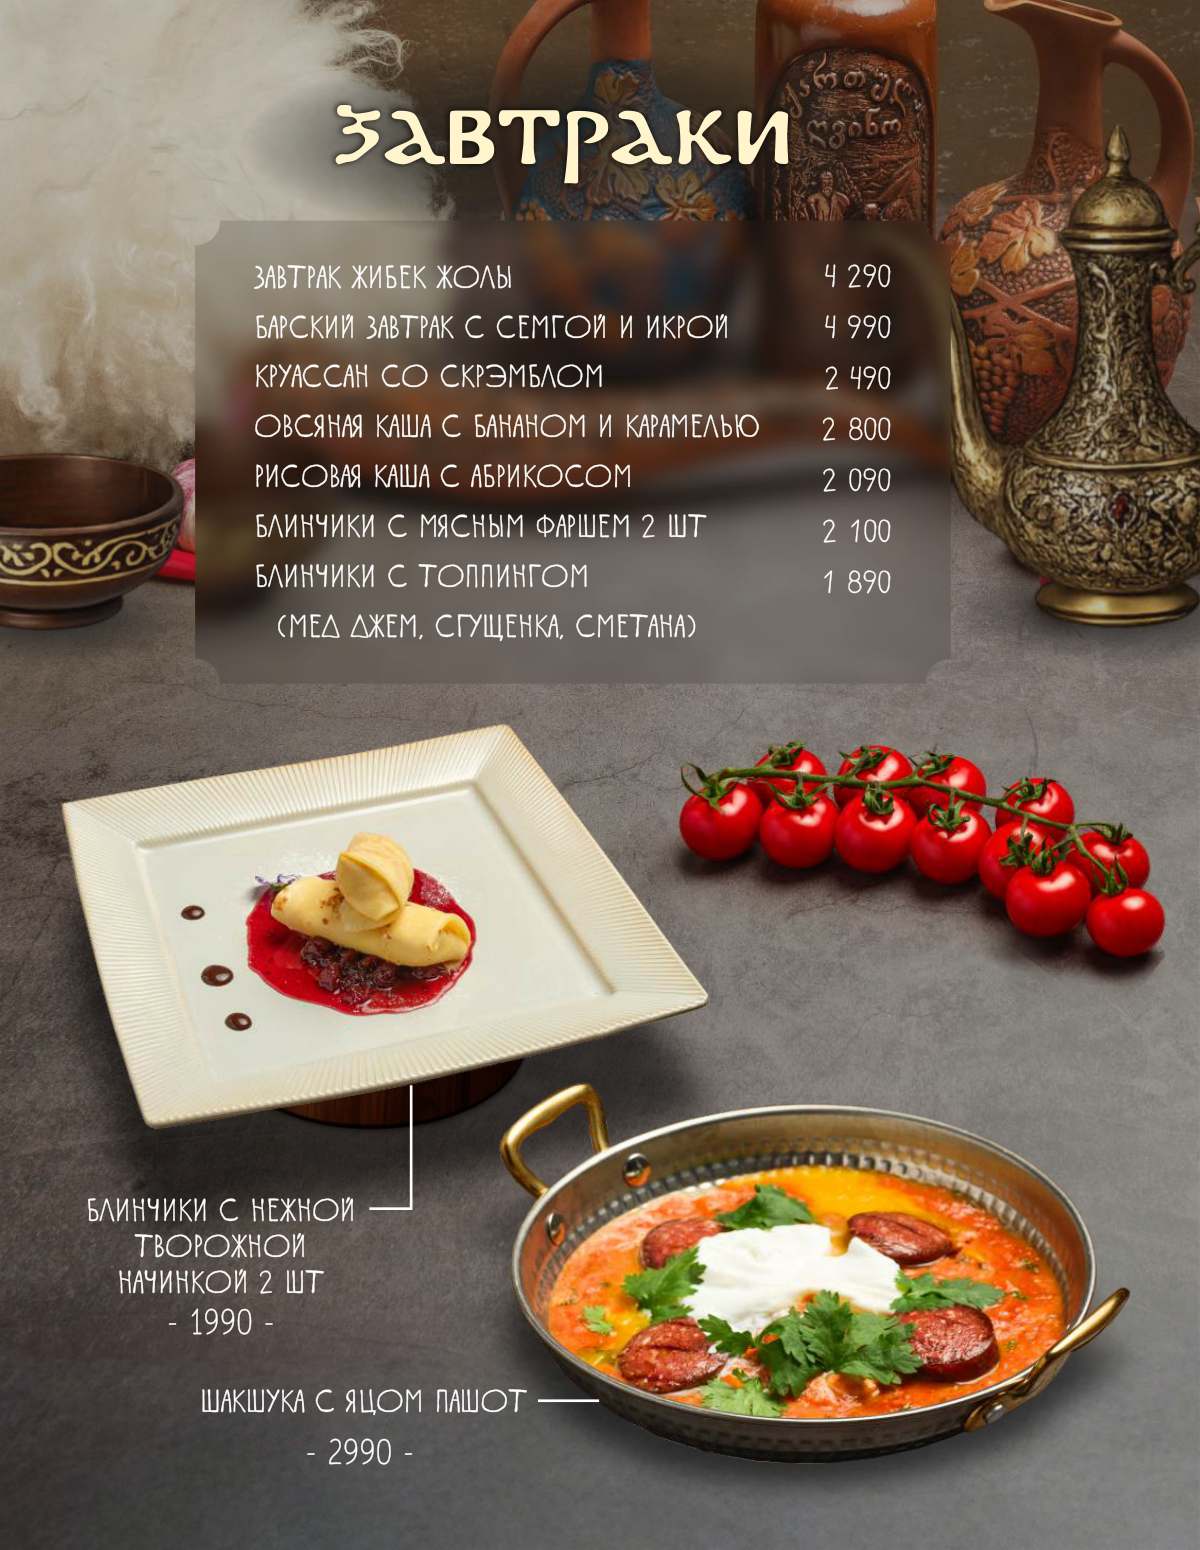 Завтраки
ქართული
ღვინო
ЗАВТРАК ЖИБЕК ЖОЛЫ 4 290
БАРСКИЙ ЗАВТРАК С СЕМГОЙ И ИКРОЙ 4 990
КРУАССАН СО СКРЭМБЛОМ 2 490
ОВСЯНАЯ КАША С БАНАНОМ И КАРАМЕЛЬЮ 2 800
РИСОВАЯ КАША С АБРИКОСОМ 2 090
БЛИНЧИКИ С МЯСНЫМ ФАРШЕМ 2 ШТ 2 100
БЛИНЧИКИ С ТОППИНГОМ 1 890
(МЕД ДЖЕМ, СГУЩЕНКА, СМЕТАНА)
БЛИНЧИКИ С НЕЖНОЙ
ТВОРОЖНОЙ
НАЧИНКОЙ 2 ШТ
- 1990 -
ШАКШУКА С ЯЦОМ ПАШОТ
- 2990 -